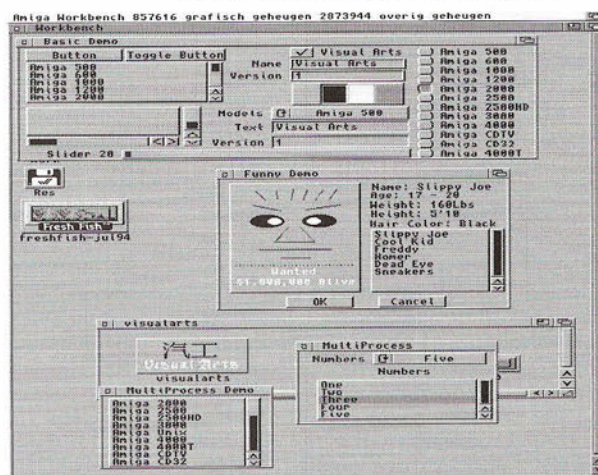 Amiga Workbench 857616 grafisch geheugen 2873944 overig geheugen
Workbench
Basic Demo
Button
Toggle Button
Amiga 500
Amiga 600
Amiga 1000
Amiga 1200
Amiga 2000
Slider 20
Visual Arts
Name Visual Arts
Version 1
Models Amiga 500
Text Visual Arts
Version 1
Amiga 500
Amiga 600
Amiga 1000
Amiga 1200
Amiga 2000
Amiga 2500
Amiga 2500HD
Amiga 3000
Amiga 4000
Amiga CDTV
Amiga CD32
Amiga 4000T
Res
Fresh Fish
freshfish-jul94
Funny Demo
Wanted
Alive
Name: Slippy Joe
Age: 17 - 20
Weight: 160Lbs
Height: 5'10
Hair Color: Black
Slippy Joe
Cool Kid
Freddy
Homer
Dead Eye
Sneakers
OK
Cancel
visualarts
汽工
Visual Arts
visualarts
MultiProcess Demo
Amiga 2000
Amiga 2500
Amiga 2500HD
Amiga 3000
Amiga Unix
Amiga 4000
Amiga 4000T
Amiga CDTV
Amiga CD32
MultiProcess
Numbers Five
Numbers
One
Two
Three
Four
Five